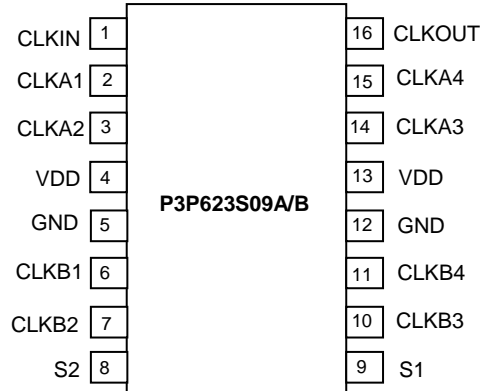 CLKIN 1 16 CLKOUT
CLKA1 2 15 CLKA4
CLKA2 3 14 CLKA3
VDD 4 13 VDD
P3P623S09A/B
GND 5 12 GND
CLKB1 6 11 CLKB4
CLKB2 7 10 CLKB3
S2 8 9 S1